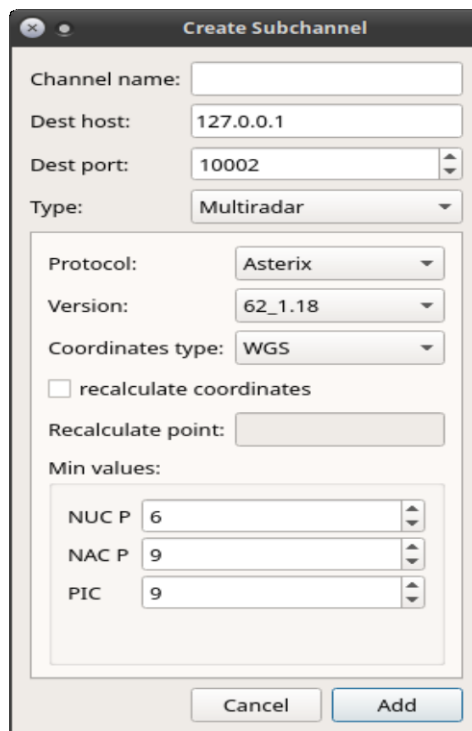 Create Subchannel
Channel name:
Dest host: 127.0.0.1
Dest port: 10002
Type: Multiradar
Protocol: Asterix
Version: 62_1.18
Coordinates type: WGS
recalculate coordinates
Recalculate point:
Min values:
NUC P 6
NAC P 9
PIC 9
Cancel Add